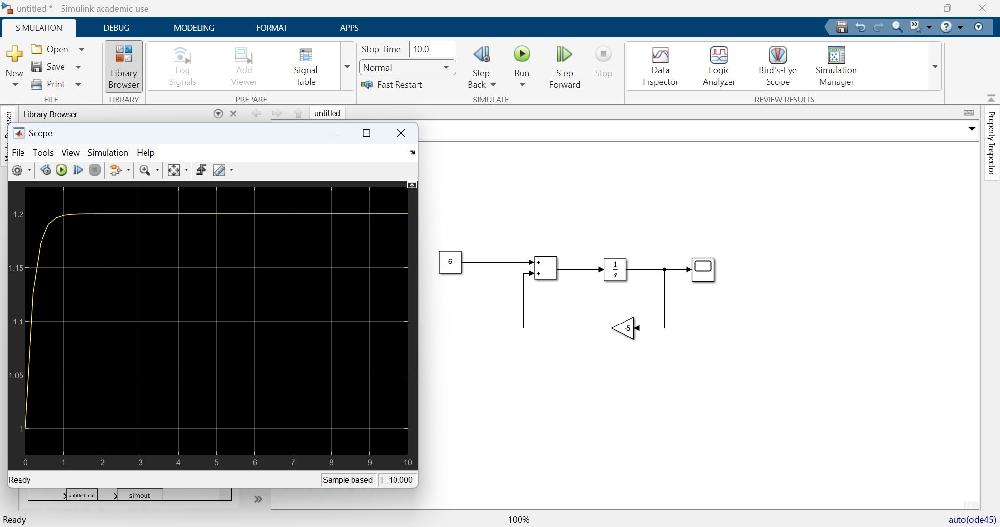 untitled * - Simulink academic use
SIMULATION DEBUG MODELING FORMAT APPS
New
Open
Save
Print
FILE
Library
Browser
LIBRARY
Log
Signals
Add
Viewer
Signal
Table
PREPARE
Stop Time 10.0
Normal
Fast Restart
Step
Back
Run
Step
Forward
Stop
SIMULATE
Data
Inspector
Logic
Analyzer
Bird's-Eye
Scope
Simulation
Manager
REVIEW RESULTS
Library Browser
untitled
Property Inspector
Scope
File Tools View Simulation Help
1.2
1.15
1.1
1.05
1
0 1 2 3 4 5 6 7 8 9 10
Ready Sample based T=10.000
6
+
+
1
s
-5
untitled.mat simout
Ready 100% auto(ode45)